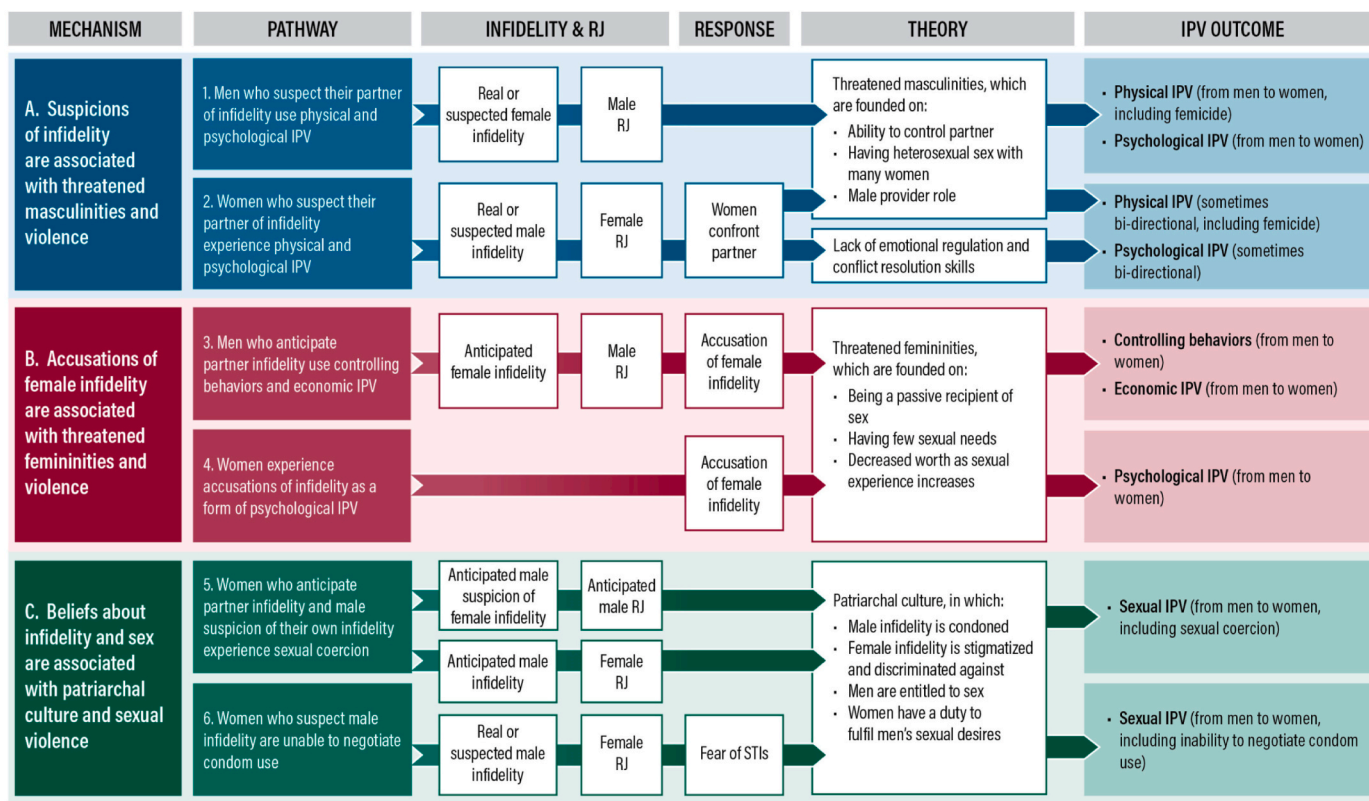 MECHANISM
PATHWAY
INFIDELITY & RJ
RESPONSE
THEORY
IPV OUTCOME
A. Suspicions
of infidelity
are associated
with threatened
masculinities and
violence
1. Men who suspect their partner
of infidelity use physical and
psychological IPV
Real or
suspected female
infidelity
Male
RJ
Threatened masculinities, which
are founded on:
• Ability to control partner
• Having heterosexual sex with
many women
• Male provider role
• Physical IPV (from men to women,
including femicide)
• Psychological IPV (from men to women)
2. Women who suspect their
partner of infidelity
experience physical and
psychological IPV
Real or
suspected male
infidelity
Female
RJ
Women
confront
partner
Lack of emotional regulation and
conflict resolution skills
• Physical IPV (sometimes
bi-directional, including femicide)
• Psychological IPV (sometimes
bi-directional)
B. Accusations of
female infidelity
are associated
with threatened
femininities and
violence
3. Men who anticipate
partner infidelity use controlling
behaviors and economic IPV
Anticipated
female infidelity
Male
RJ
Accusation
of female
infidelity
Threatened femininities,
which are founded on:
• Being a passive recipient of
sex
• Having few sexual needs
• Decreased worth as sexual
experience increases
• Controlling behaviors (from men to
women)
• Economic IPV (from men to women)
4. Women experience
accusations of infidelity as a
form of psychological IPV
Accusation
of female
infidelity
• Psychological IPV (from men to
women)
C. Beliefs about
infidelity and sex
are associated
with patriarchal
culture and sexual
violence
5. Women who anticipate
partner infidelity and male
suspicion of their own infidelity
experience sexual coercion
Anticipated male
suspicion of
female infidelity
Anticipated
male RJ
Anticipated male
infidelity
Female
RJ
Patriarchal culture, in which:
• Male infidelity is condoned
• Female infidelity is stigmatized
and discriminated against
• Men are entitled to sex
• Women have a duty to
fulfil men's sexual desires
• Sexual IPV (from men to women,
including sexual coercion)
6. Women who suspect male
infidelity are unable to negotiate
condom use
Real or
suspected male
infidelity
Female
RJ
Fear of STIs
• Sexual IPV (from men to women,
including inability to negotiate condom
use)